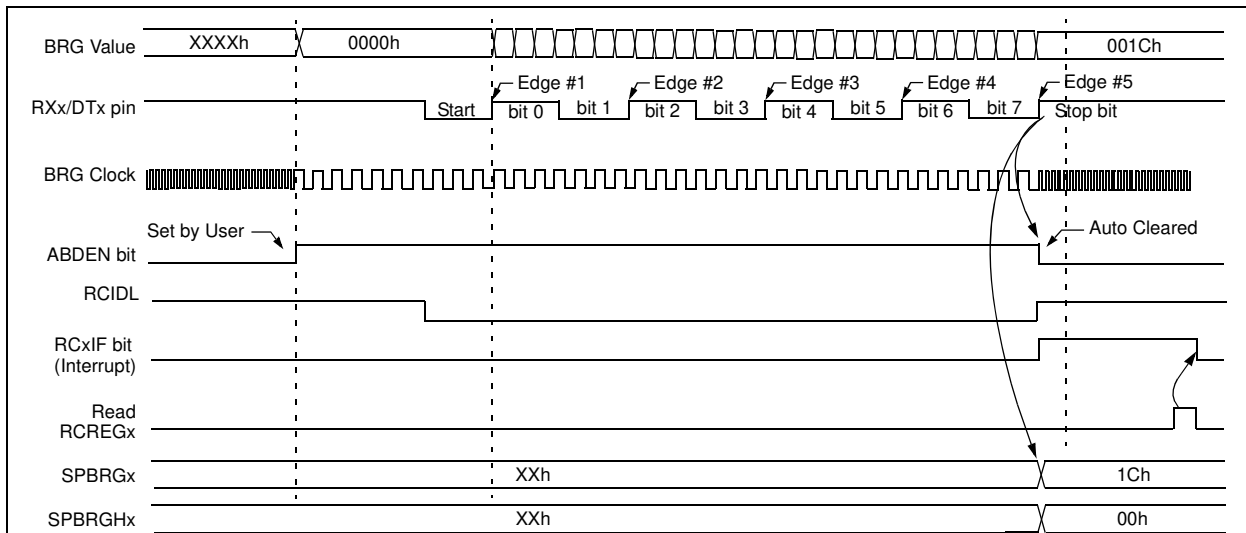 BRG Value XXXXh 0000h 001Ch
Edge #1 Edge #2 Edge #3 Edge #4 Edge #5
RXx/DTx pin Start bit 0 bit 1 bit 2 bit 3 bit 4 bit 5 bit 6 bit 7 Stop bit
BRG Clock
Set by User Auto Cleared
ABDEN bit
RCIDL
RCxIF bit
(Interrupt)
Read
RCREGx
SPBRGx XXh 1Ch
SPBRGHx XXh 00h